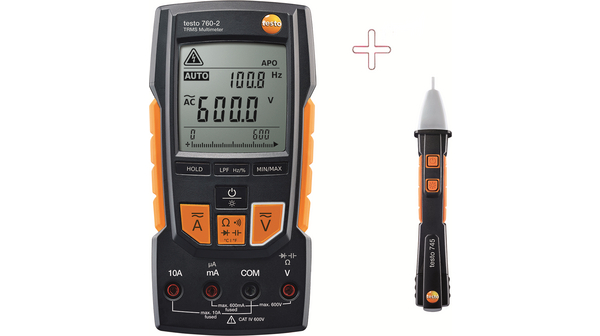 testo 760-2
TRMS Multimeter
testo
APO
AUTO
100.8 Hz
AC 600.0 V
0 600
HOLD
LPF Hz/%
MIN/MAX
A
Ω
°C / °F
V
µA
Ω
10A
mA
COM
V
max. 10A
fused
max. 600mA
fused
max. 600V
CAT IV 600V
testo 745
testo